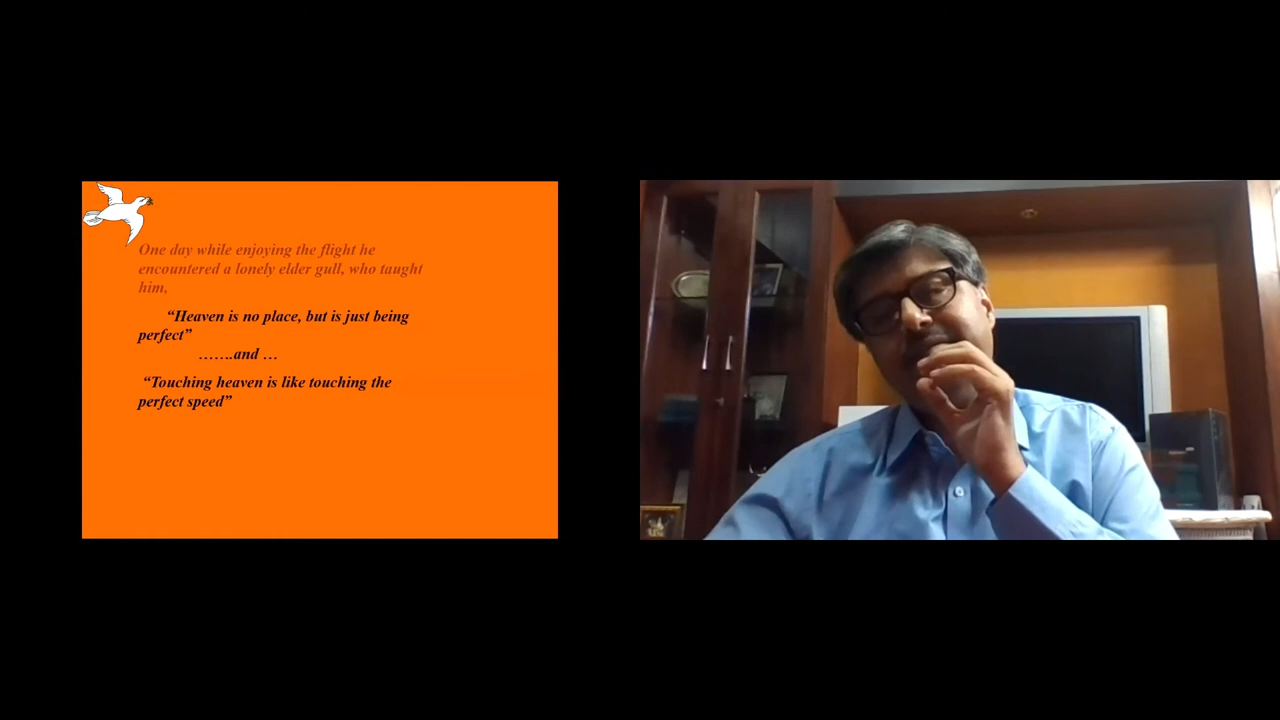 One day while enjoying the flight he
encountered a lonely elder gull, who taught
him,
“Heaven is no place, but is just being
perfect”
…….and …
“Touching heaven is like touching the
perfect speed”